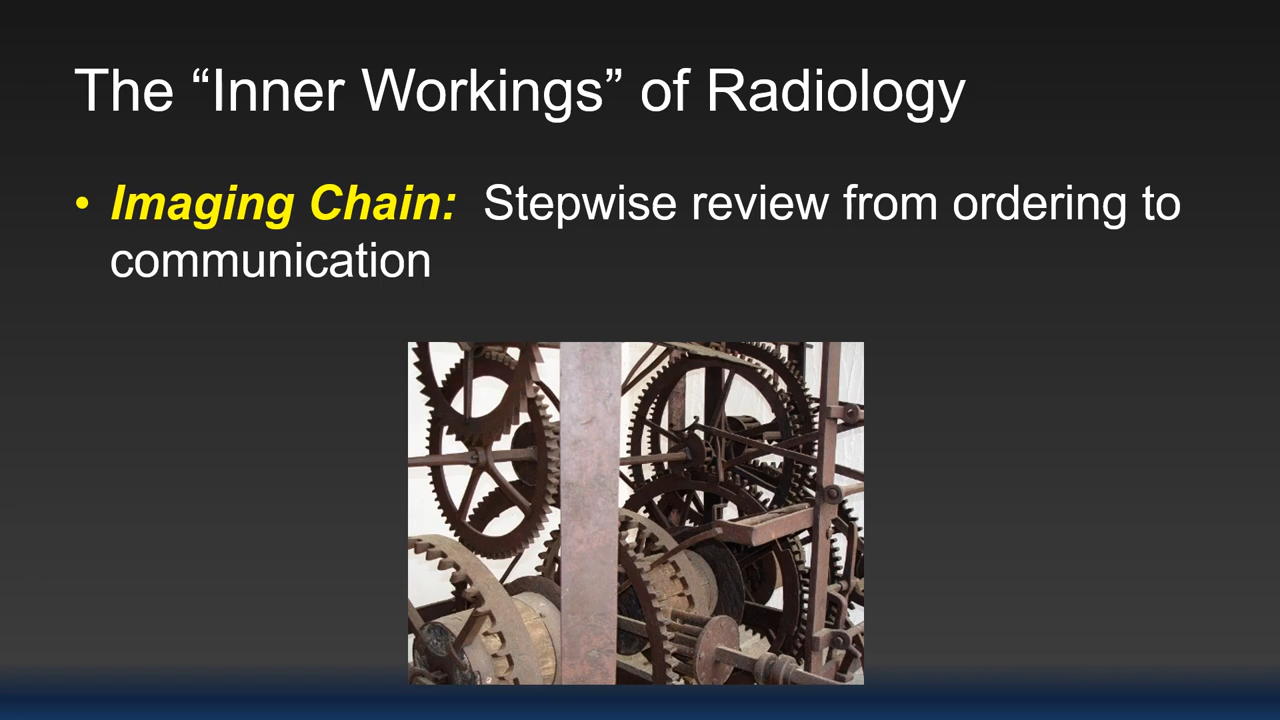 The “Inner Workings” of Radiology
• Imaging Chain: Stepwise review from ordering to
communication